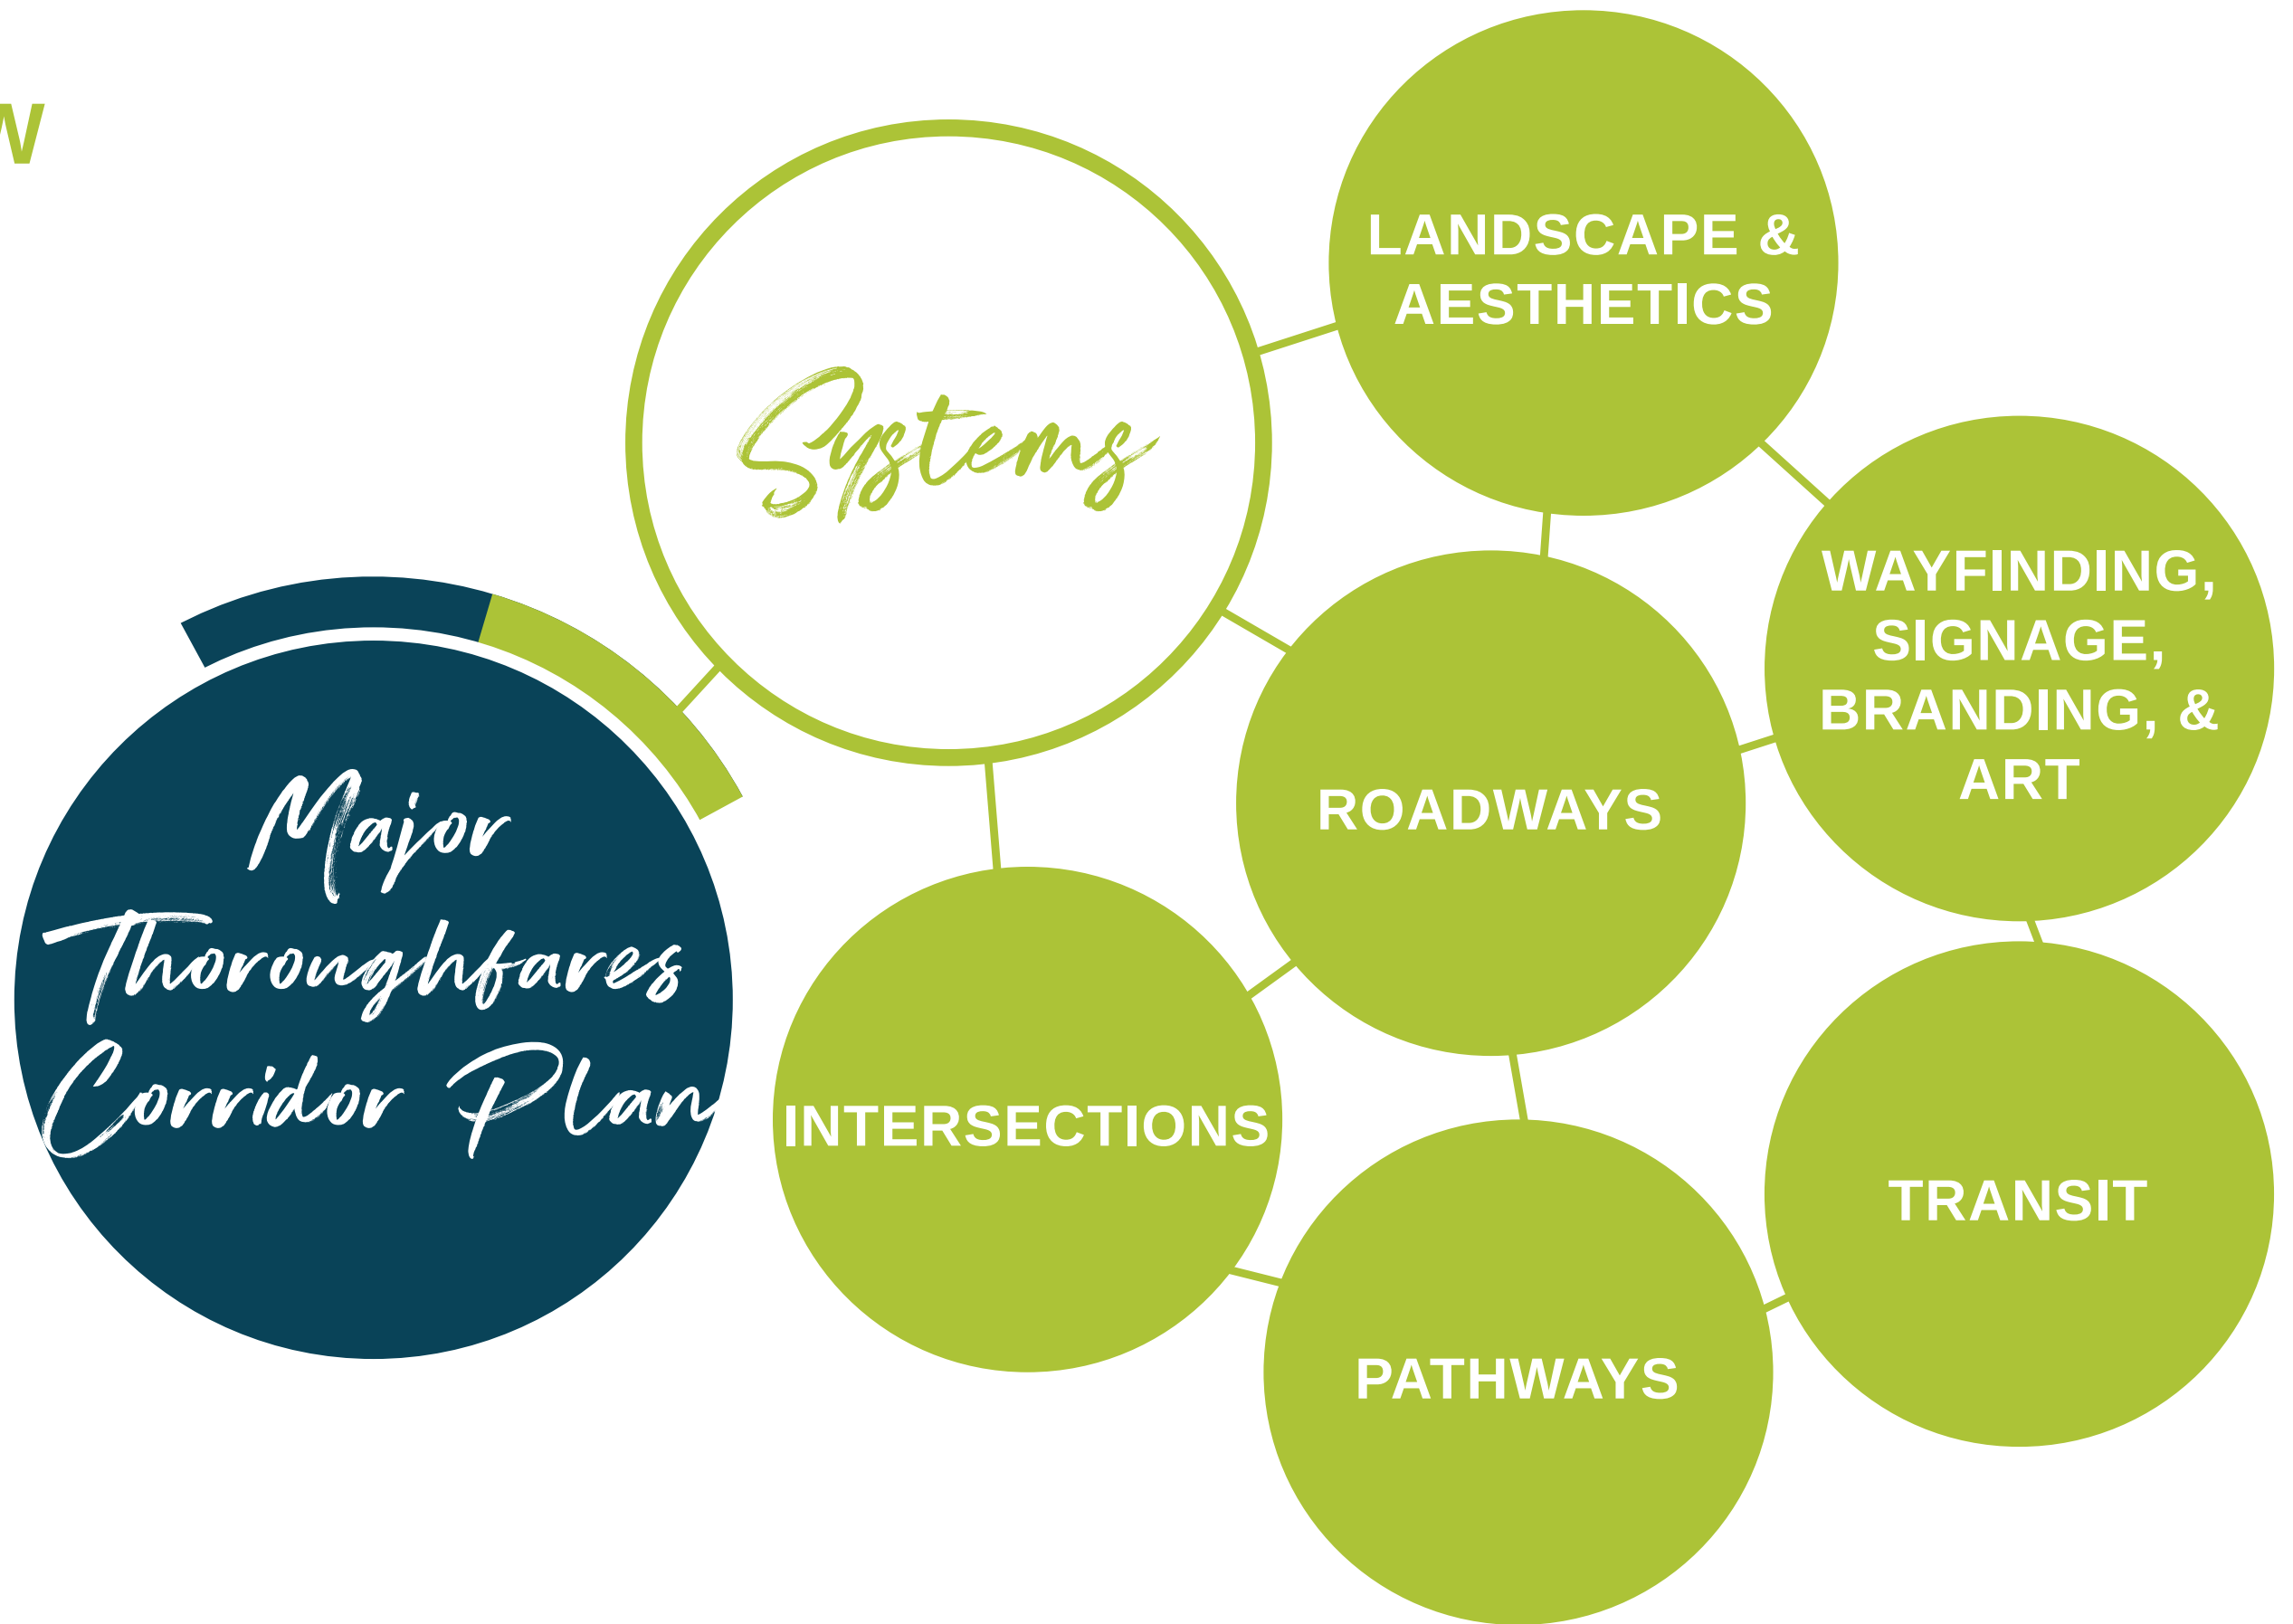 W
Systems
Major
Thoroughfares
Corridor Plan
LANDSCAPE &
AESTHETICS
WAYFINDING,
SIGNAGE,
BRANDING, &
ART
ROADWAYS
INTERSECTIONS
TRANSIT
PATHWAYS